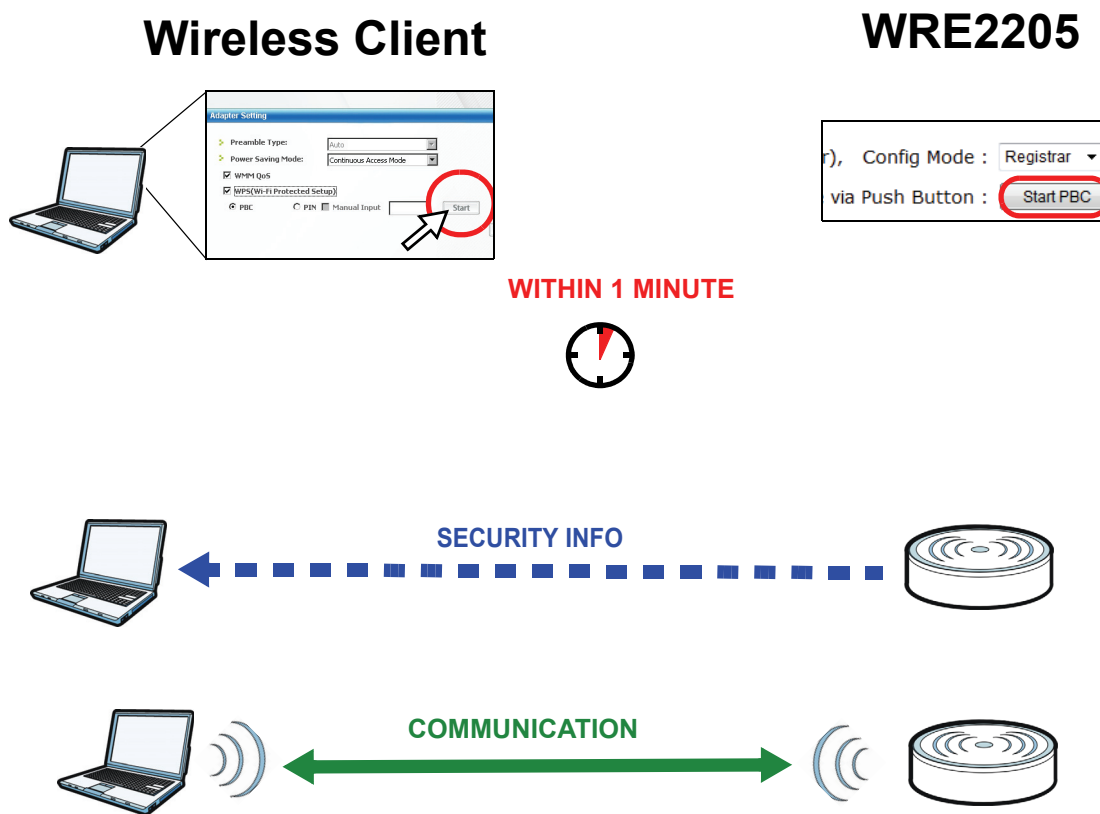 Wireless Client
WRE2205
Adapter Setting
Preamble Type: Auto
Power Saving Mode: Continuous Access Mode
WMM QoS
WPS(Wi-Fi Protected Setup)
PBC PIN Manual Input Start
r), Config Mode : Registrar
via Push Button : Start PBC
WITHIN 1 MINUTE
SECURITY INFO
COMMUNICATION